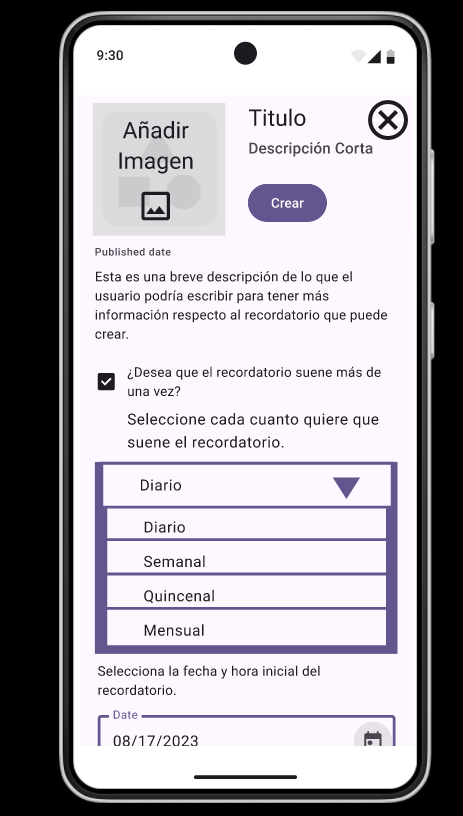 9:30
Añadir
Imagen
Titulo
Descripción Corta
Crear
Published date
Esta es una breve descripción de lo que el
usuario podría escribir para tener más
información respecto al recordatorio que puede
crear.
¿Desea que el recordatorio suene más de
una vez?
Seleccione cada cuanto quiere que
suene el recordatorio.
Diario
Diario
Semanal
Quincenal
Mensual
Selecciona la fecha y hora inicial del
recordatorio.
Date
08/17/2023